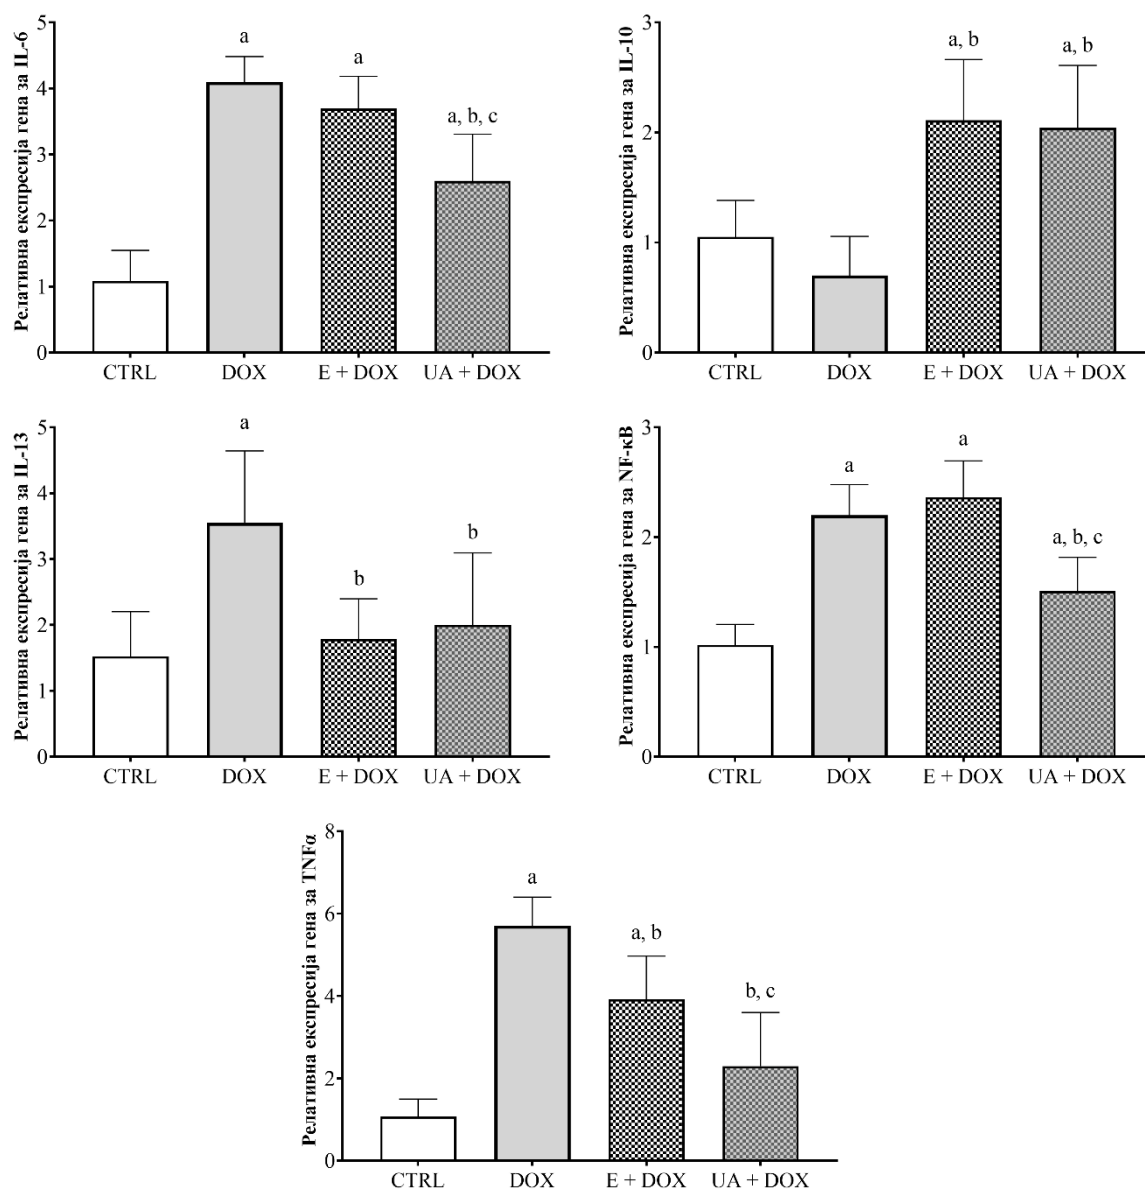 Релативна експресија гена за IL-6
5
4
3
2
1
0
a
a
a, b, c
CTRL
DOX
E + DOX
UA + DOX
Релативна експресија гена за IL-10
3
2
1
0
a, b
a, b
CTRL
DOX
E + DOX
UA + DOX
Релативна експресија гена за IL-13
5
4
3
2
1
0
a
b
b
CTRL
DOX
E + DOX
UA + DOX
Релативна експресија гена за NF-κB
3
2
1
0
a
a
a, b, c
CTRL
DOX
E + DOX
UA + DOX
Релативна експресија гена за TNFα
8
6
4
2
0
a
a, b
b, c
CTRL
DOX
E + DOX
UA + DOX